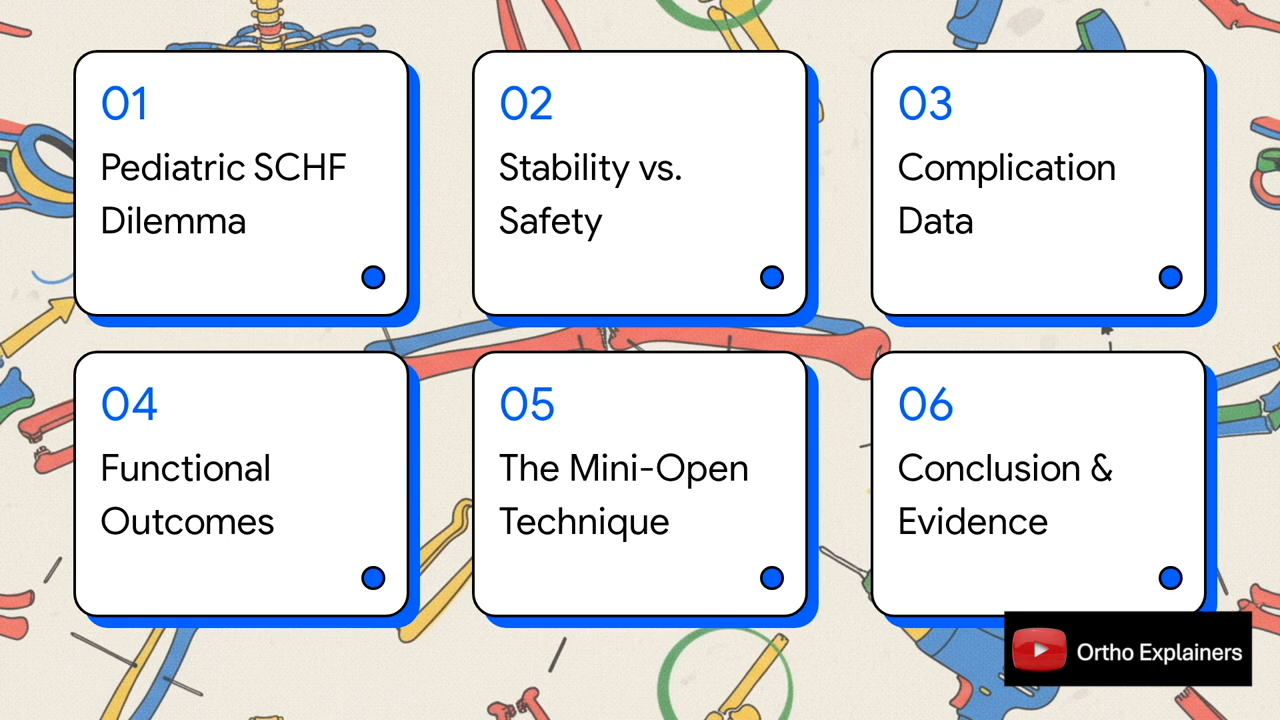 01
Pediatric SCHF
Dilemma
02
Stability vs.
Safety
03
Complication
Data
04
Functional
Outcomes
05
The Mini-Open
Technique
06
Conclusion &
Evidence
Ortho Explainers